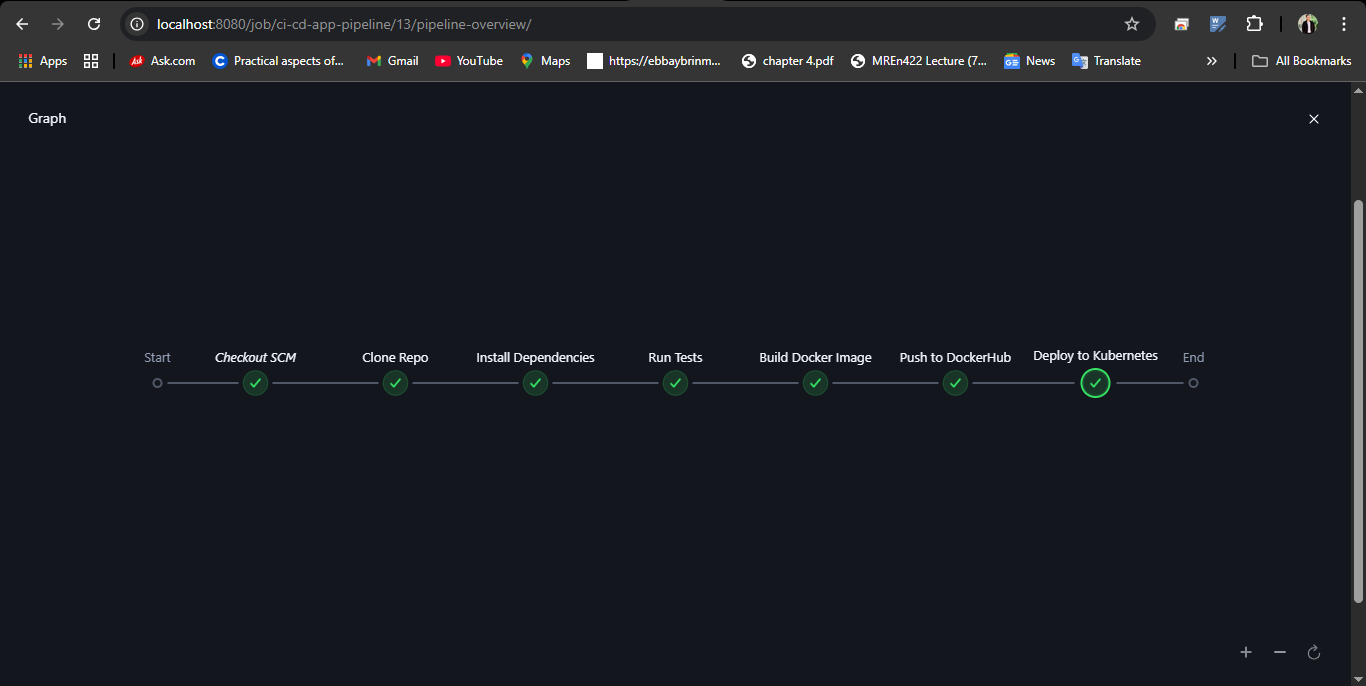 localhost:8080/job/ci-cd-app-pipeline/13/pipeline-overview/
Apps Ask Ask.com Practical aspects of... Gmail YouTube Maps https://ebbaybrinm... chapter 4.pdf MREn422 Lecture (7... News Translate » All Bookmarks
Graph
Start Checkout SCM Clone Repo Install Dependencies Run Tests Build Docker Image Push to DockerHub Deploy to Kubernetes End